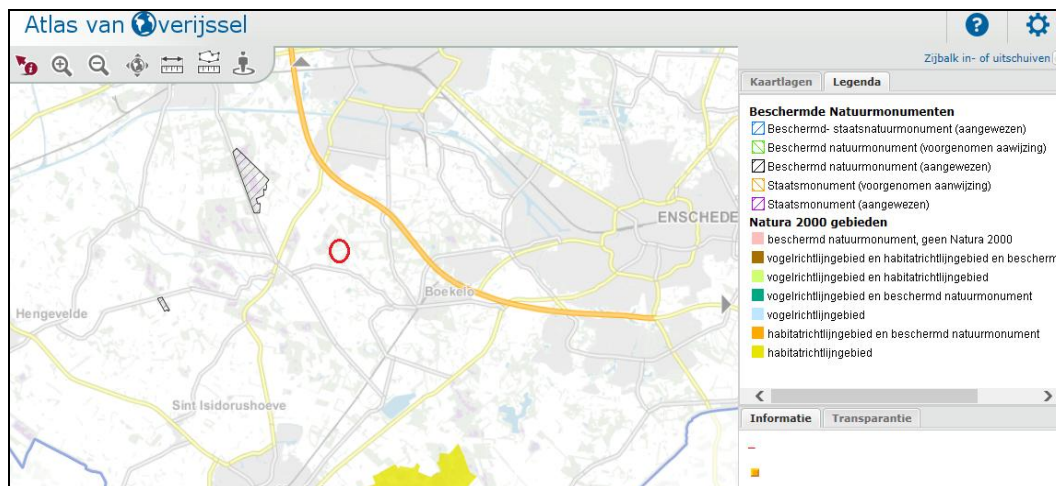 Atlas van Overijssel
Zijbalk in- of uitschuiven
Kaartlagen
Legenda
Beschermde Natuurmonumenten
Beschermd- staatsnatuurmonument (aangewezen)
Beschermd natuurmonument (voorgenomen aawijzing)
Beschermd natuurmonument (aangewezen)
Staatsmonument (voorgenomen aanwijzing)
Staatsmonument (aangewezen)
Natura 2000 gebieden
beschermd natuurmonument, geen Natura 2000
vogelrichtlijngebied en habitatrichtlijngebied en bescherm
vogelrichtlijngebied en habitatrichtlijngebied
vogelrichtlijngebied en beschermd natuurmonument
vogelrichtlijngebied
habitatrichtlijngebied en beschermd natuurmonument
habitatrichtlijngebied
ENSCHEDE
Boekelo
Hengevelde
Sint Isidorushoeve
Informatie
Transparantie